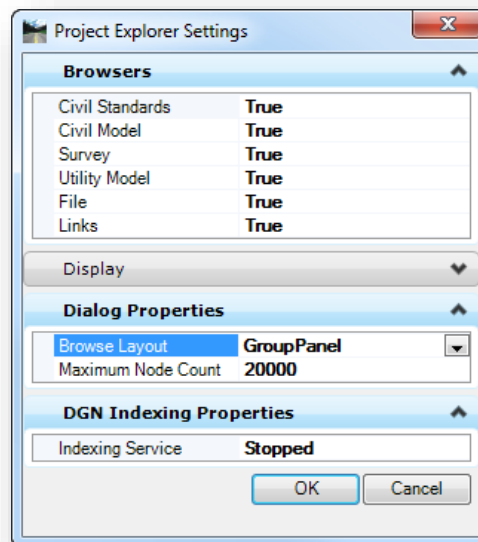 Project Explorer Settings
Browsers
Civil Standards True
Civil Model True
Survey True
Utility Model True
File True
Links True
Display
Dialog Properties
Browse Layout GroupPanel
Maximum Node Count 20000
DGN Indexing Properties
Indexing Service Stopped
OK Cancel